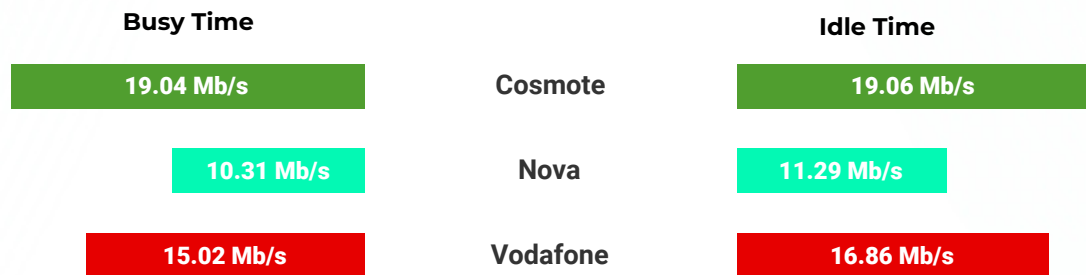 Busy Time
Idle Time
19.04 Mb/s
Cosmote
19.06 Mb/s
10.31 Mb/s
Nova
11.29 Mb/s
15.02 Mb/s
Vodafone
16.86 Mb/s